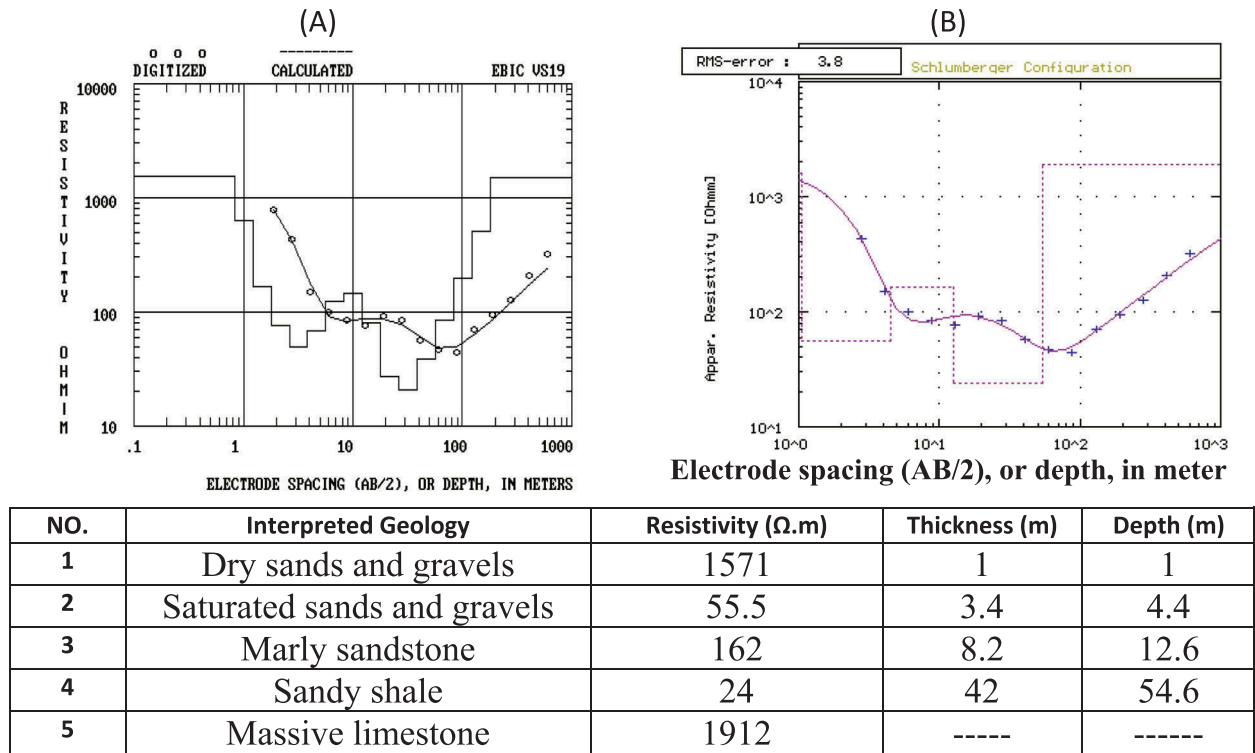 (A)
(B)
o o o ----------
DIGITIZED CALCULATED EBIC VS19
RESISTIVITY OHMIM
10000
1000
100
10
.1 1 10 100 1000
ELECTRODE SPACING (AB/2), OR DEPTH, IN METERS
RMS-error : 3.8
Schlumberger Configuration
Appar. Resistivity [Ohmm]
10^4
10^3
10^2
10^1
10^0 10^1 10^2 10^3
Electrode spacing (AB/2), or depth, in meter
NO. Interpreted Geology Resistivity (Ω.m) Thickness (m) Depth (m)
1 Dry sands and gravels 1571 1 1
2 Saturated sands and gravels 55.5 3.4 4.4
3 Marly sandstone 162 8.2 12.6
4 Sandy shale 24 42 54.6
5 Massive limestone 1912 ----- ------